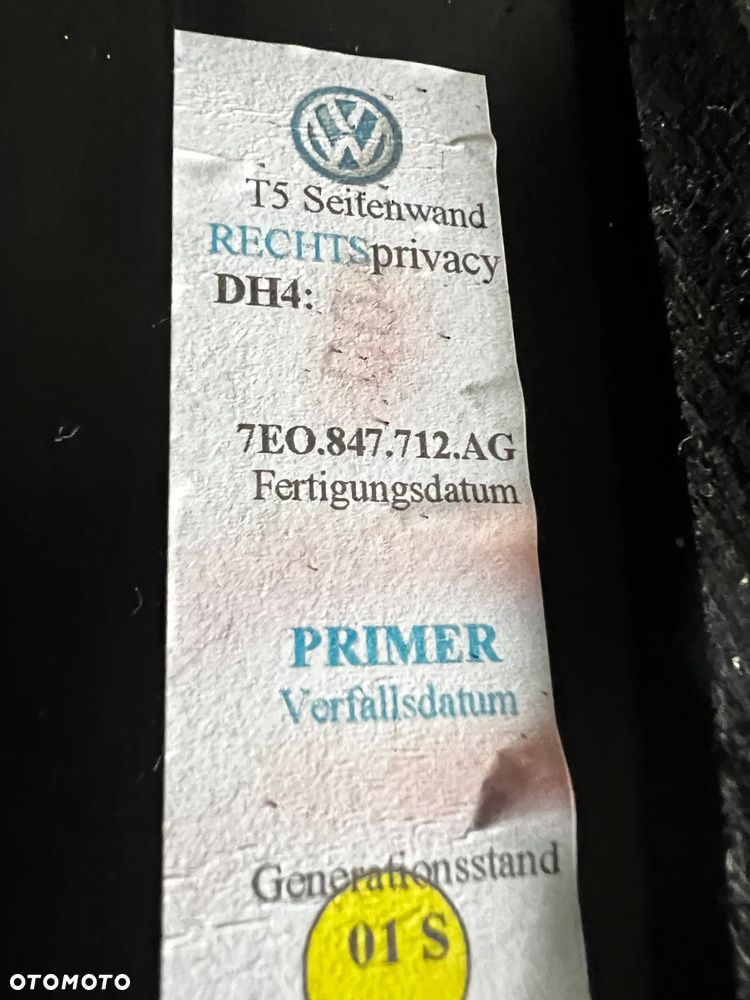 T5 Seitenwand
RECHTSprivacy
DH4:
7EO.847.712.AG
Fertigungsdatum
PRIMER
Verfallsdatum
Generationsstand
01 S
OTOMOTO